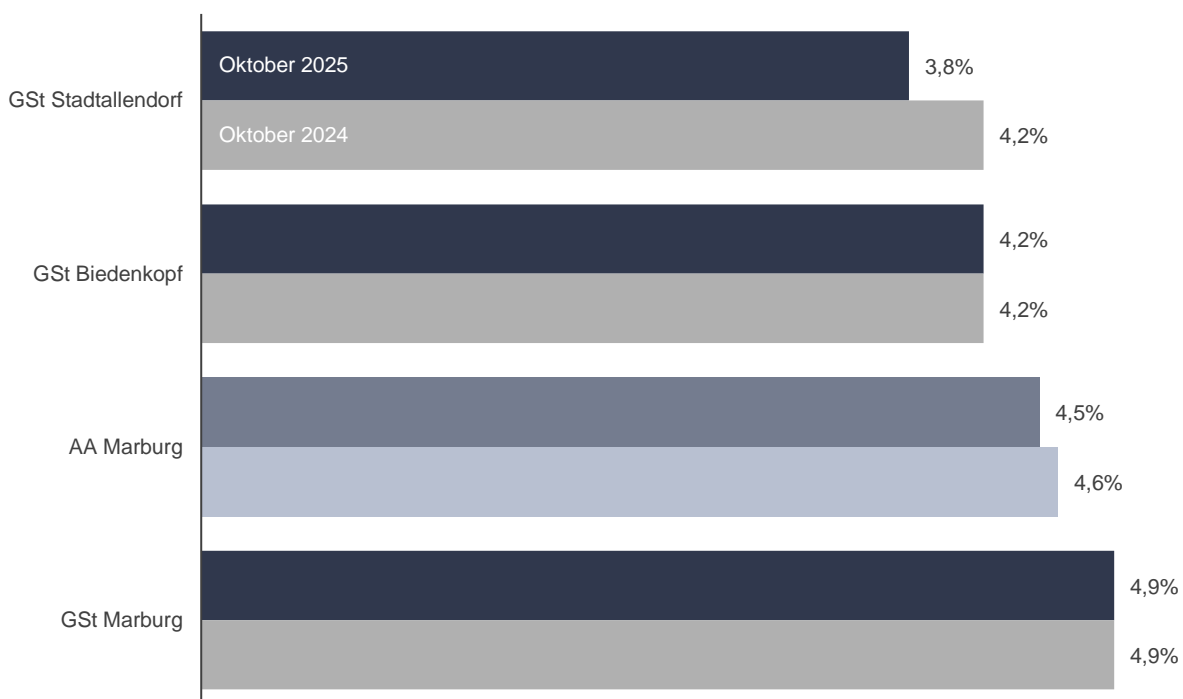 Oktober 2025
3,8%
GSt Stadtallendorf
Oktober 2024
4,2%
4,2%
GSt Biedenkopf
4,2%
4,5%
AA Marburg
4,6%
4,9%
GSt Marburg
4,9%